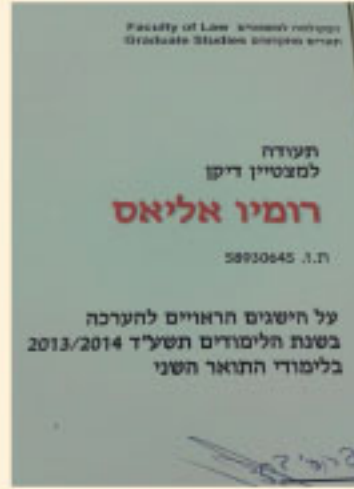 Faculty of Law הפקולטה למשפטים
Graduate Studies תארים מתקדמים
תעודה
למצטיין דיקן
רומיו אליאס
ת.ז. 58930645
על הישגים הראויים להערכה
בשנת הלימודים תשע"ד 2013/2014
בלימודי התואר השני